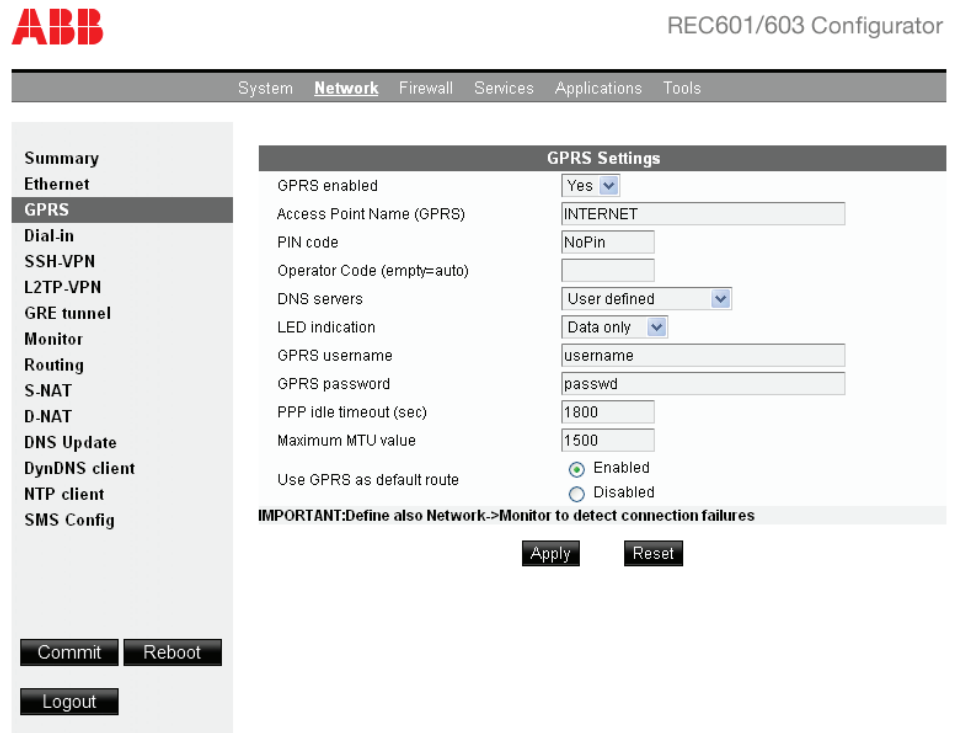 ABB
REC601/603 Configurator
System Network Firewall Services Applications Tools
Summary
Ethernet
GPRS
Dial-in
SSH-VPN
L2TP-VPN
GRE tunnel
Monitor
Routing
S-NAT
D-NAT
DNS Update
DynDNS client
NTP client
SMS Config
Commit Reboot
Logout
GPRS Settings
GPRS enabled Yes
Access Point Name (GPRS) INTERNET
PIN code NoPin
Operator Code (empty=auto)
DNS servers User defined
LED indication Data only
GPRS username username
GPRS password passwd
PPP idle timeout (sec) 1800
Maximum MTU value 1500
Use GPRS as default route Enabled
Disabled
IMPORTANT:Define also Network->Monitor to detect connection failures
Apply Reset